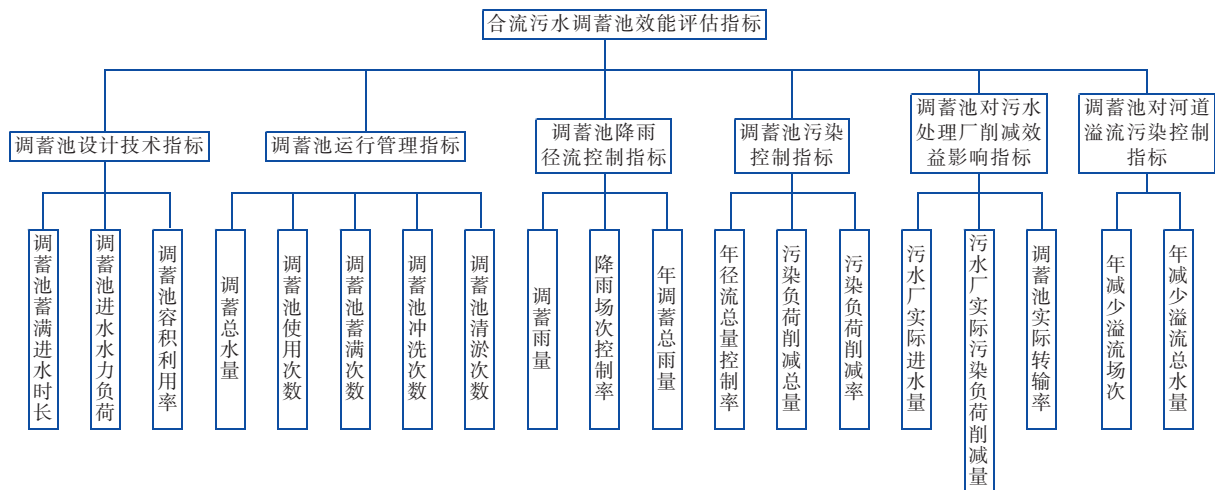 合流污水调蓄池效能评估指标
调蓄池设计技术指标
调蓄池运行管理指标
调蓄池降雨
径流控制指标
调蓄池污染
控制指标
调蓄池对污水
处理厂削减效
益影响指标
调蓄池对河道
溢流污染控制
指标
调蓄池蓄满进水时长
调蓄池进水水力负荷
调蓄池容积利用率
调蓄总水量
调蓄池使用次数
调蓄池蓄满次数
调蓄池冲洗次数
调蓄池清淤次数
调蓄雨量
降雨场次控制率
年调蓄总雨量
年径流总量控制率
污染负荷削减总量
污染负荷削减率
污水厂实际进水量
污水厂实际污染负荷削减量
调蓄池实际转输率
年减少溢流场次
年减少溢流总水量